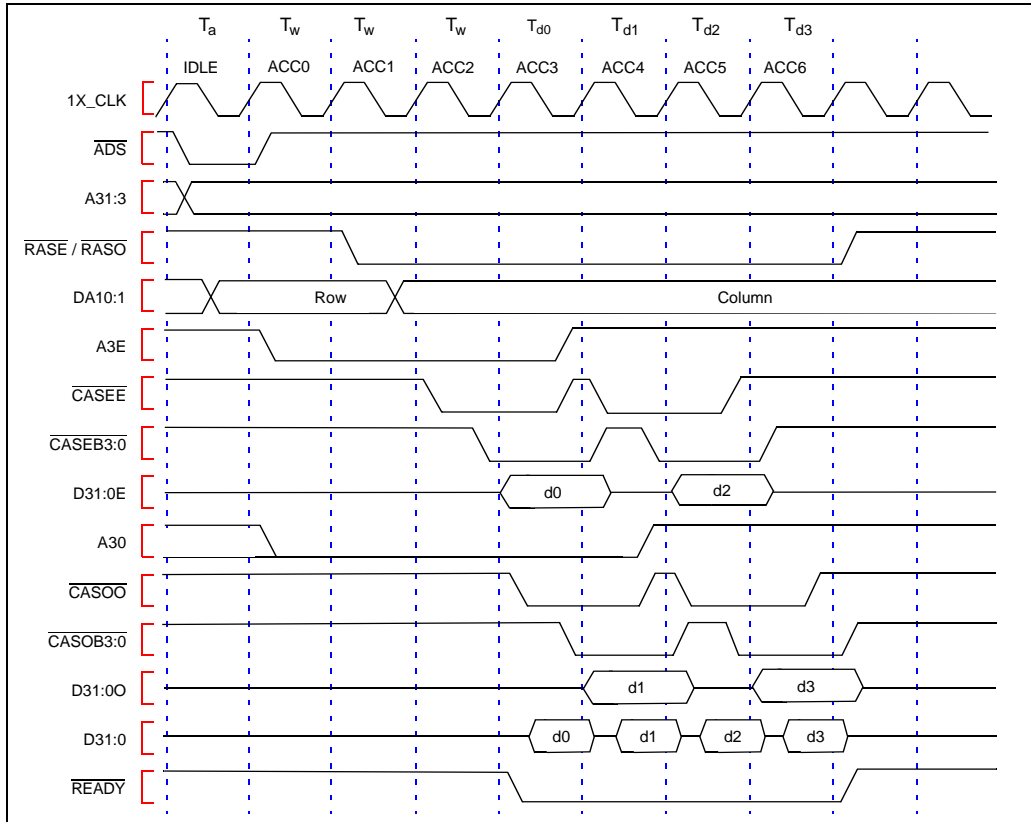 Ta Tw Tw Tw Td0 Td1 Td2 Td3
IDLE ACC0 ACC1 ACC2 ACC3 ACC4 ACC5 ACC6
1X_CLK
ADS
A31:3
RASE / RASO
DA10:1 Row Column
A3E
CASEE
CASEB3:0
D31:0E d0 d2
A30
CASOO
CASOB3:0
D31:0O d1 d3
D31:0 d0 d1 d2 d3
READY